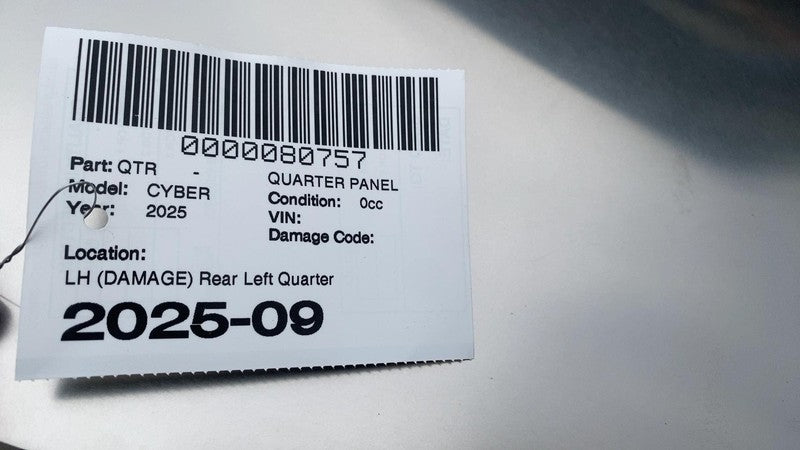 0000080757
Part: QTR -
QUARTER PANEL
Model: CYBER
Condition: 0cc
Year: 2025
VIN:
Damage Code:
Location:
LH (DAMAGE) Rear Left Quarter
2025-09